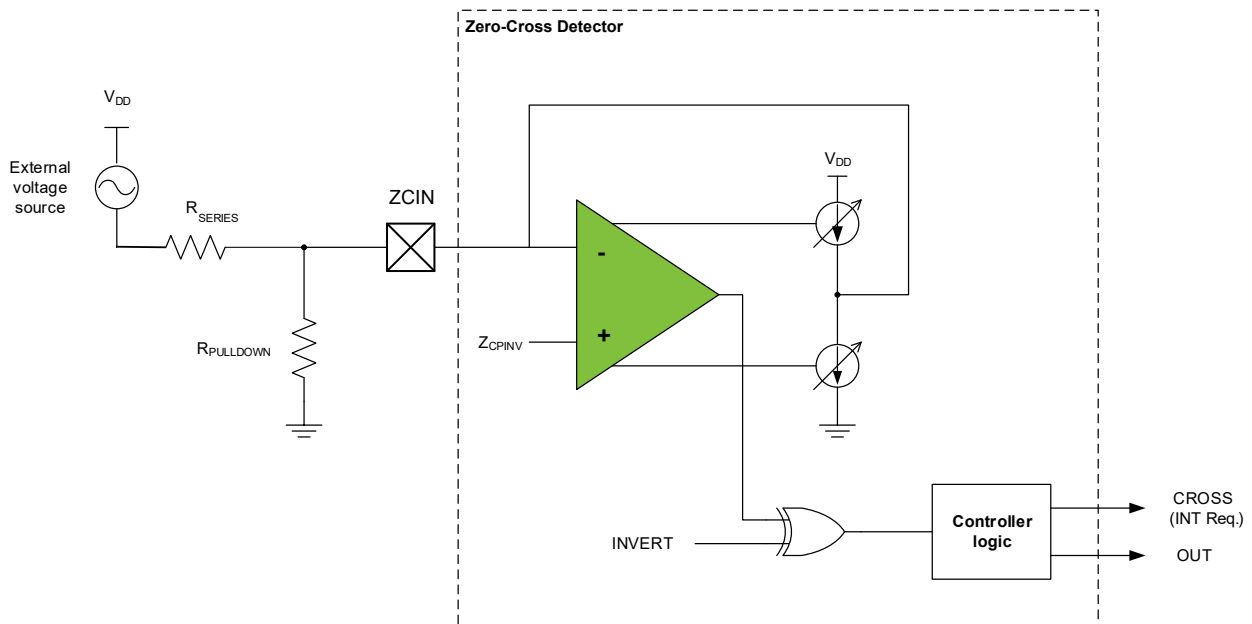 Zero-Cross Detector
VDD
External
voltage
source
RSERIES
ZCIN
VDD
-
+
RPULLDOWN
ZCPINV
INVERT
Controller
logic
CROSS
(INT Req.)
OUT